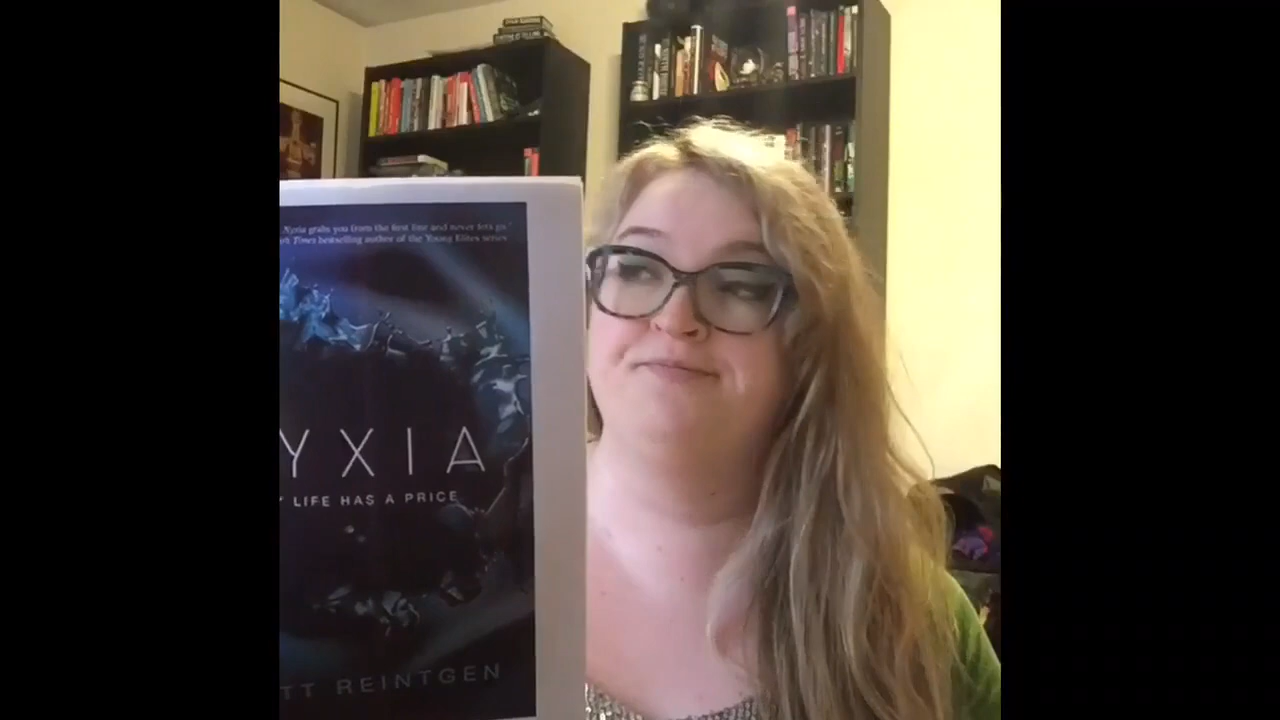 Nyxia grabs you from the first line and never lets go."
Times bestselling author of the Young Elites series
YXIA
LIFE HAS A PRICE
TT REINTGEN